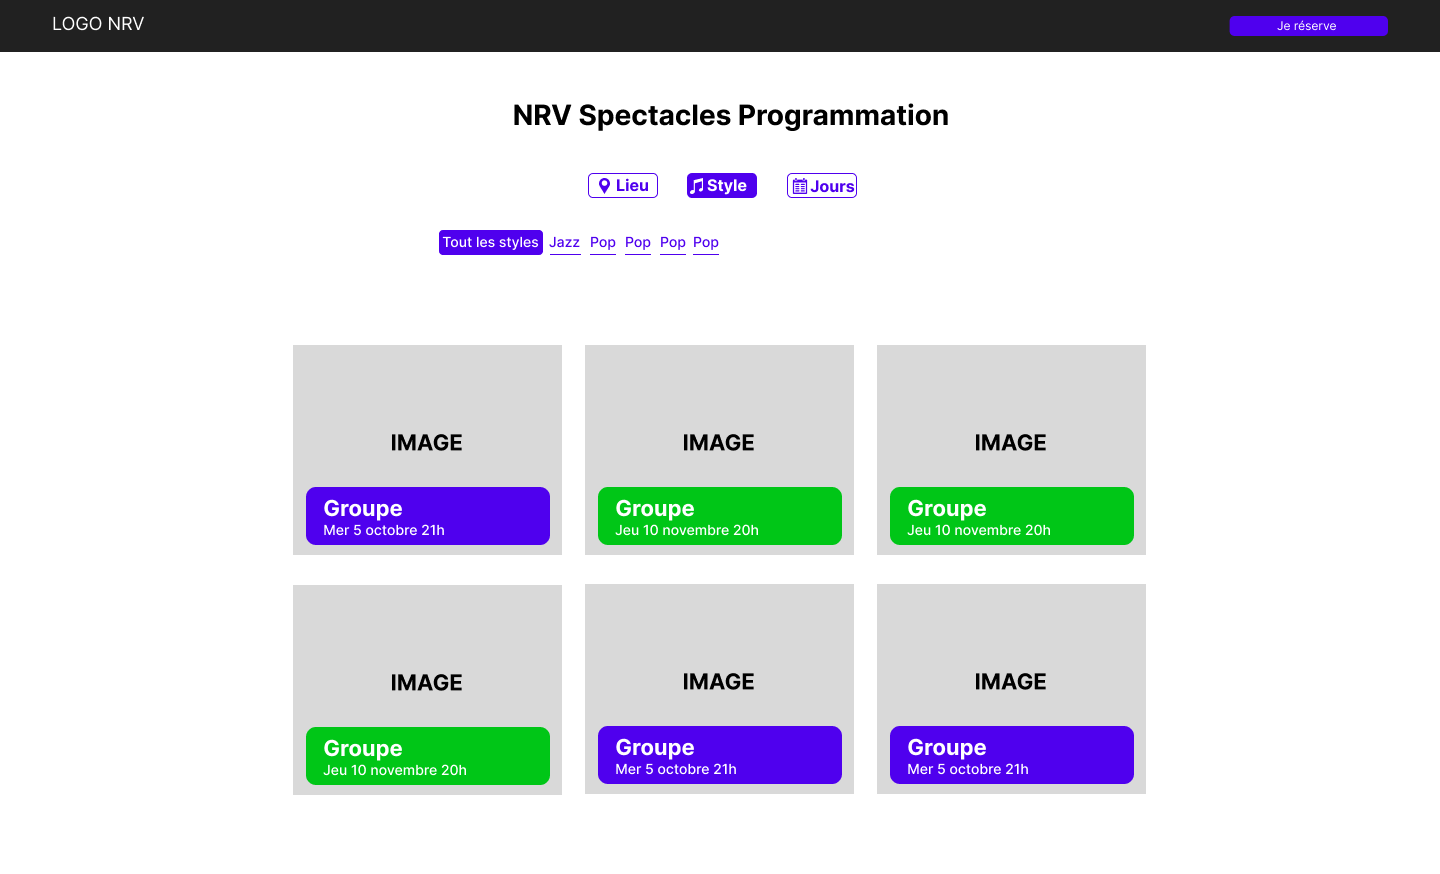 LOGO NRV
Je réserve
NRV Spectacles Programmation
Lieu
Style
Jours
Tout les styles
Jazz
Pop
Pop
Pop
Pop
IMAGE
Groupe
Mer 5 octobre 21h
IMAGE
Groupe
Jeu 10 novembre 20h
IMAGE
Groupe
Jeu 10 novembre 20h
IMAGE
Groupe
Jeu 10 novembre 20h
IMAGE
Groupe
Mer 5 octobre 21h
IMAGE
Groupe
Mer 5 octobre 21h